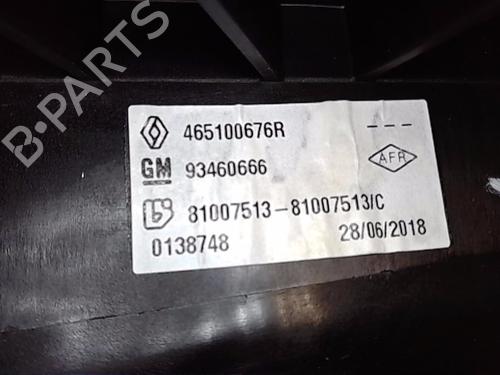 B-PARTS
465100676R
---
GM 93460666
AFR
81007513-81007513/C
0138748
28/06/2018